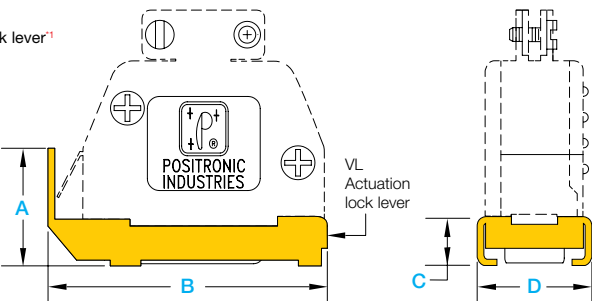 k lever*1
POSITRONIC
INDUSTRIES
®
VL
Actuation
lock lever
A
B
C
D